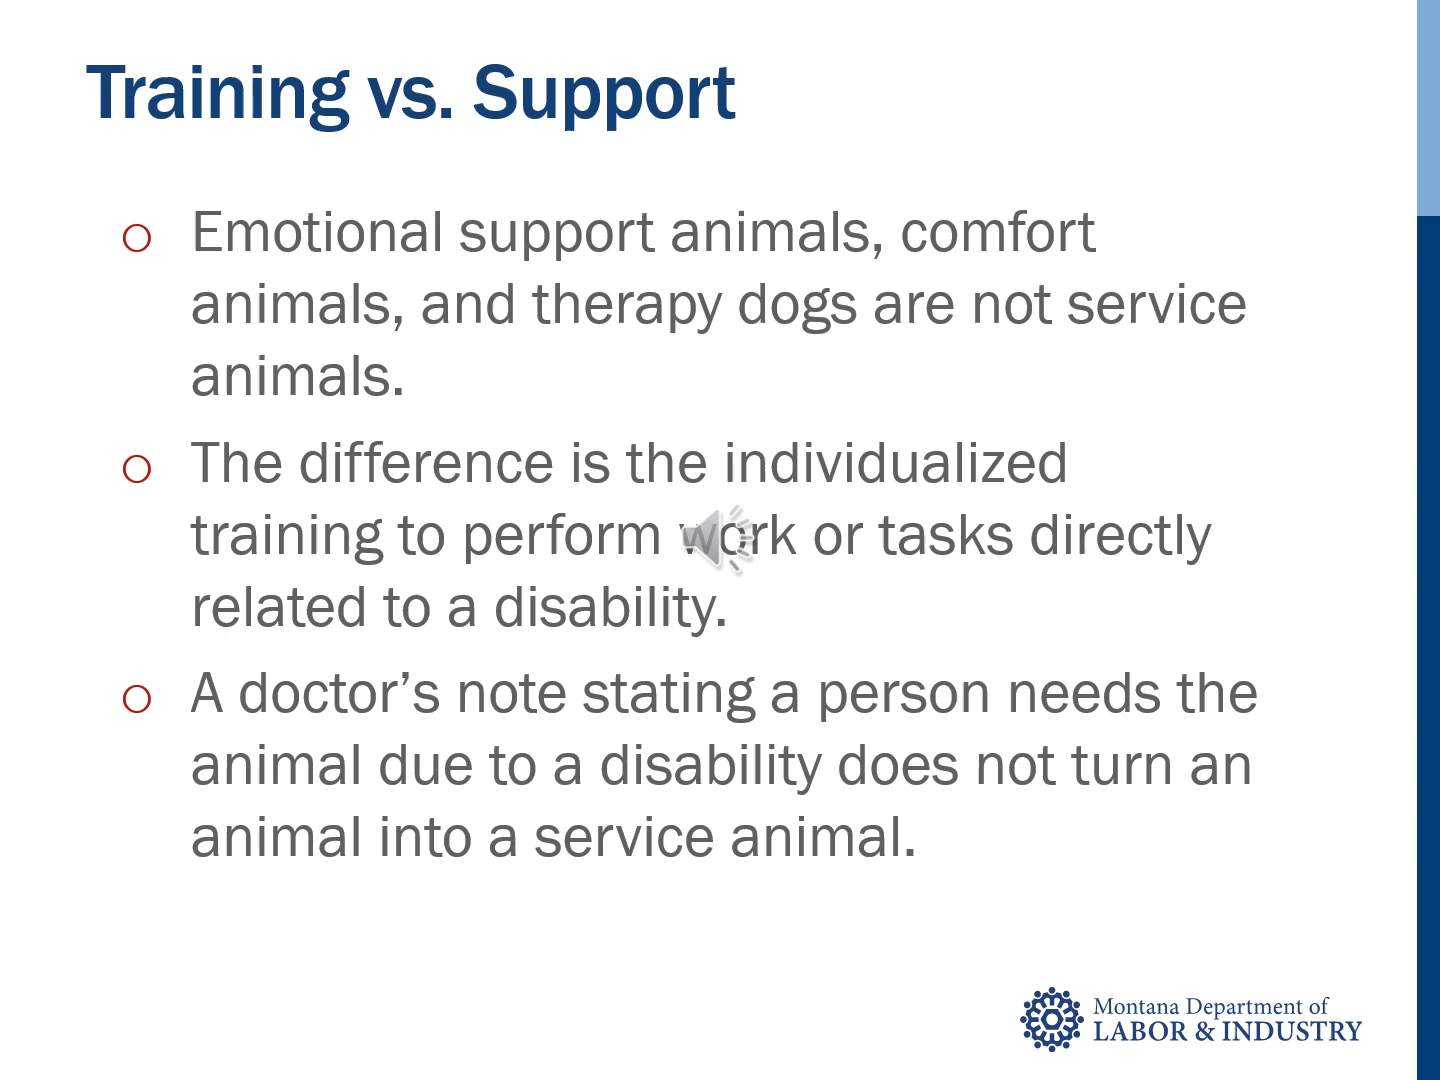 Training vs. Support
Emotional support animals, comfort
animals, and therapy dogs are not service
animals.
The difference is the individualized
training to perform work or tasks directly
related to a disability.
A doctor’s note stating a person needs the
animal due to a disability does not turn an
animal into a service animal.
Montana Department of
LABOR & INDUSTRY